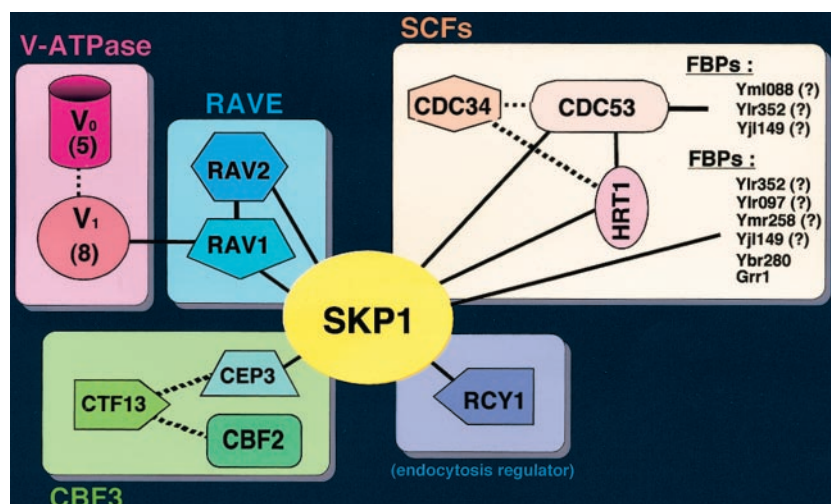 V-ATPase
V0
(5)
V1
(8)
RAVE
RAV2
RAV1
SCFs
CDC34
CDC53
HRT1
FBPs :
Yml088 (?)
Ylr352 (?)
Yjl149 (?)
FBPs :
Ylr352 (?)
Ylr097 (?)
Ymr258 (?)
Yjl149 (?)
Ybr280
Grr1
SKP1
CEP3
CTF13
CBF2
CBF3
RCY1
(endocytosis regulator)